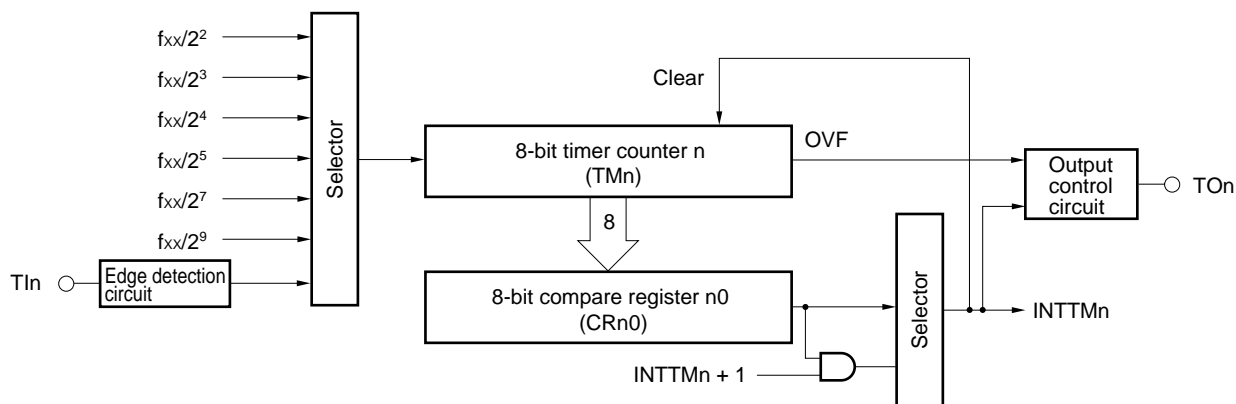 fxx/2²
fxx/2³
fxx/2⁴
fxx/2⁵
fxx/2⁷
fxx/2⁹
TIn
Edge detection
circuit
Selector
Clear
8-bit timer counter n
(TMn)
OVF
8
8-bit compare register n0
(CRn0)
INTTMn + 1
Selector
Output
control
circuit
TOn
INTTMn